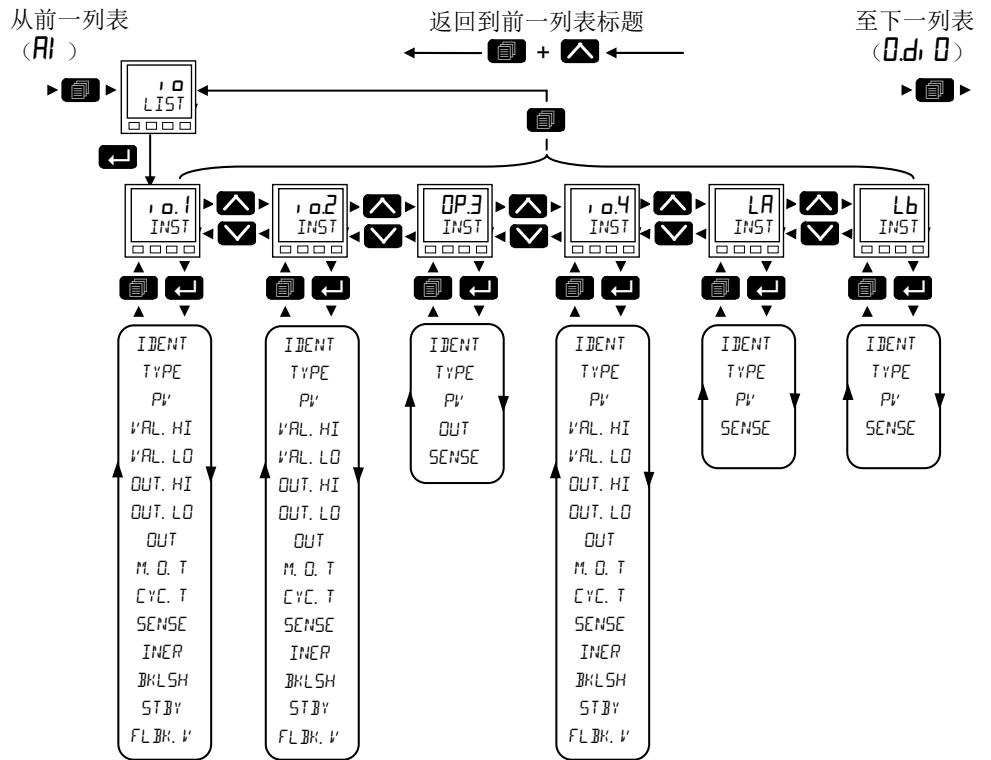 从前一列表
（AI）
返回到前一列表标题
+
至下一列表
（O.di O）
io
LIST
io.1
INST
io.2
INST
OP.3
INST
io.4
INST
LA
INST
Lb
INST
IDENT
TYPE
PV
VAL. HI
VAL. LO
OUT. HI
OUT. LO
OUT
M. O. T
CYC. T
SENSE
INER
BKLSH
STBY
FLBK. V
IDENT
TYPE
PV
VAL. HI
VAL. LO
OUT. HI
OUT. LO
OUT
M. O. T
CYC. T
SENSE
INER
BKLSH
STBY
FLBK. V
IDENT
TYPE
PV
OUT
SENSE
IDENT
TYPE
PV
VAL. HI
VAL. LO
OUT. HI
OUT. LO
OUT
M. O. T
CYC. T
SENSE
INER
BKLSH
STBY
FLBK. V
IDENT
TYPE
PV
SENSE
IDENT
TYPE
PV
SENSE